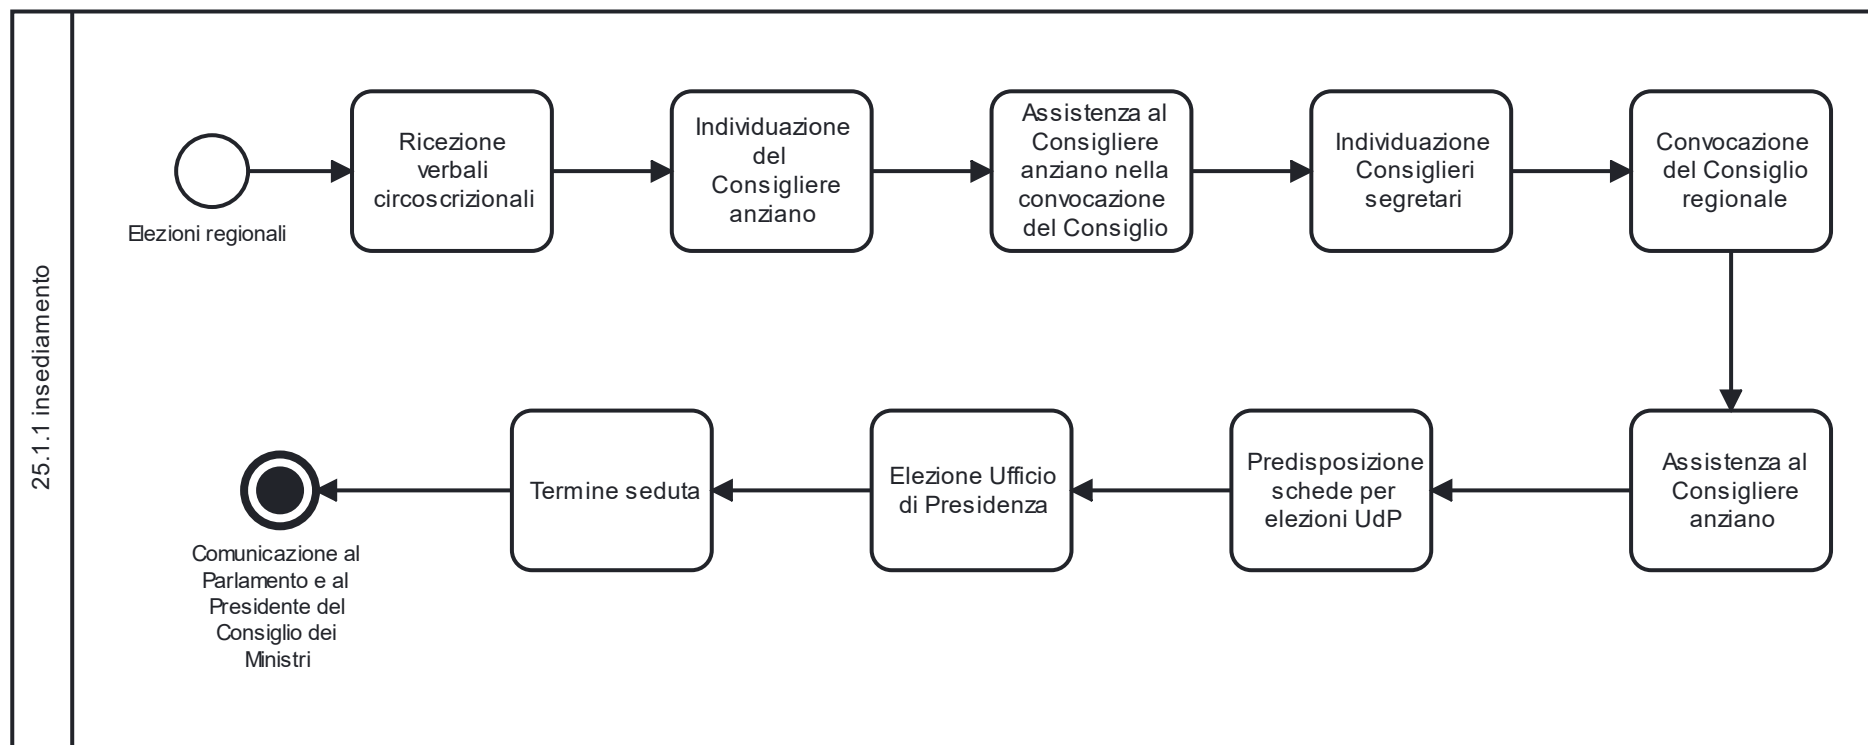 25.1.1 insediamento
Elezioni regionali
Ricezione
verbali
circoscrizionali
Individuazione
del
Consigliere
anziano
Assistenza al
Consigliere
anziano nella
convocazione
del Consiglio
Individuazione
Consiglieri
segretari
Convocazione
del Consiglio
regionale
Assistenza al
Consigliere
anziano
Predisposizione
schede per
elezioni UdP
Elezione Ufficio
di Presidenza
Termine seduta
Comunicazione al
Parlamento e al
Presidente del
Consiglio dei
Ministri